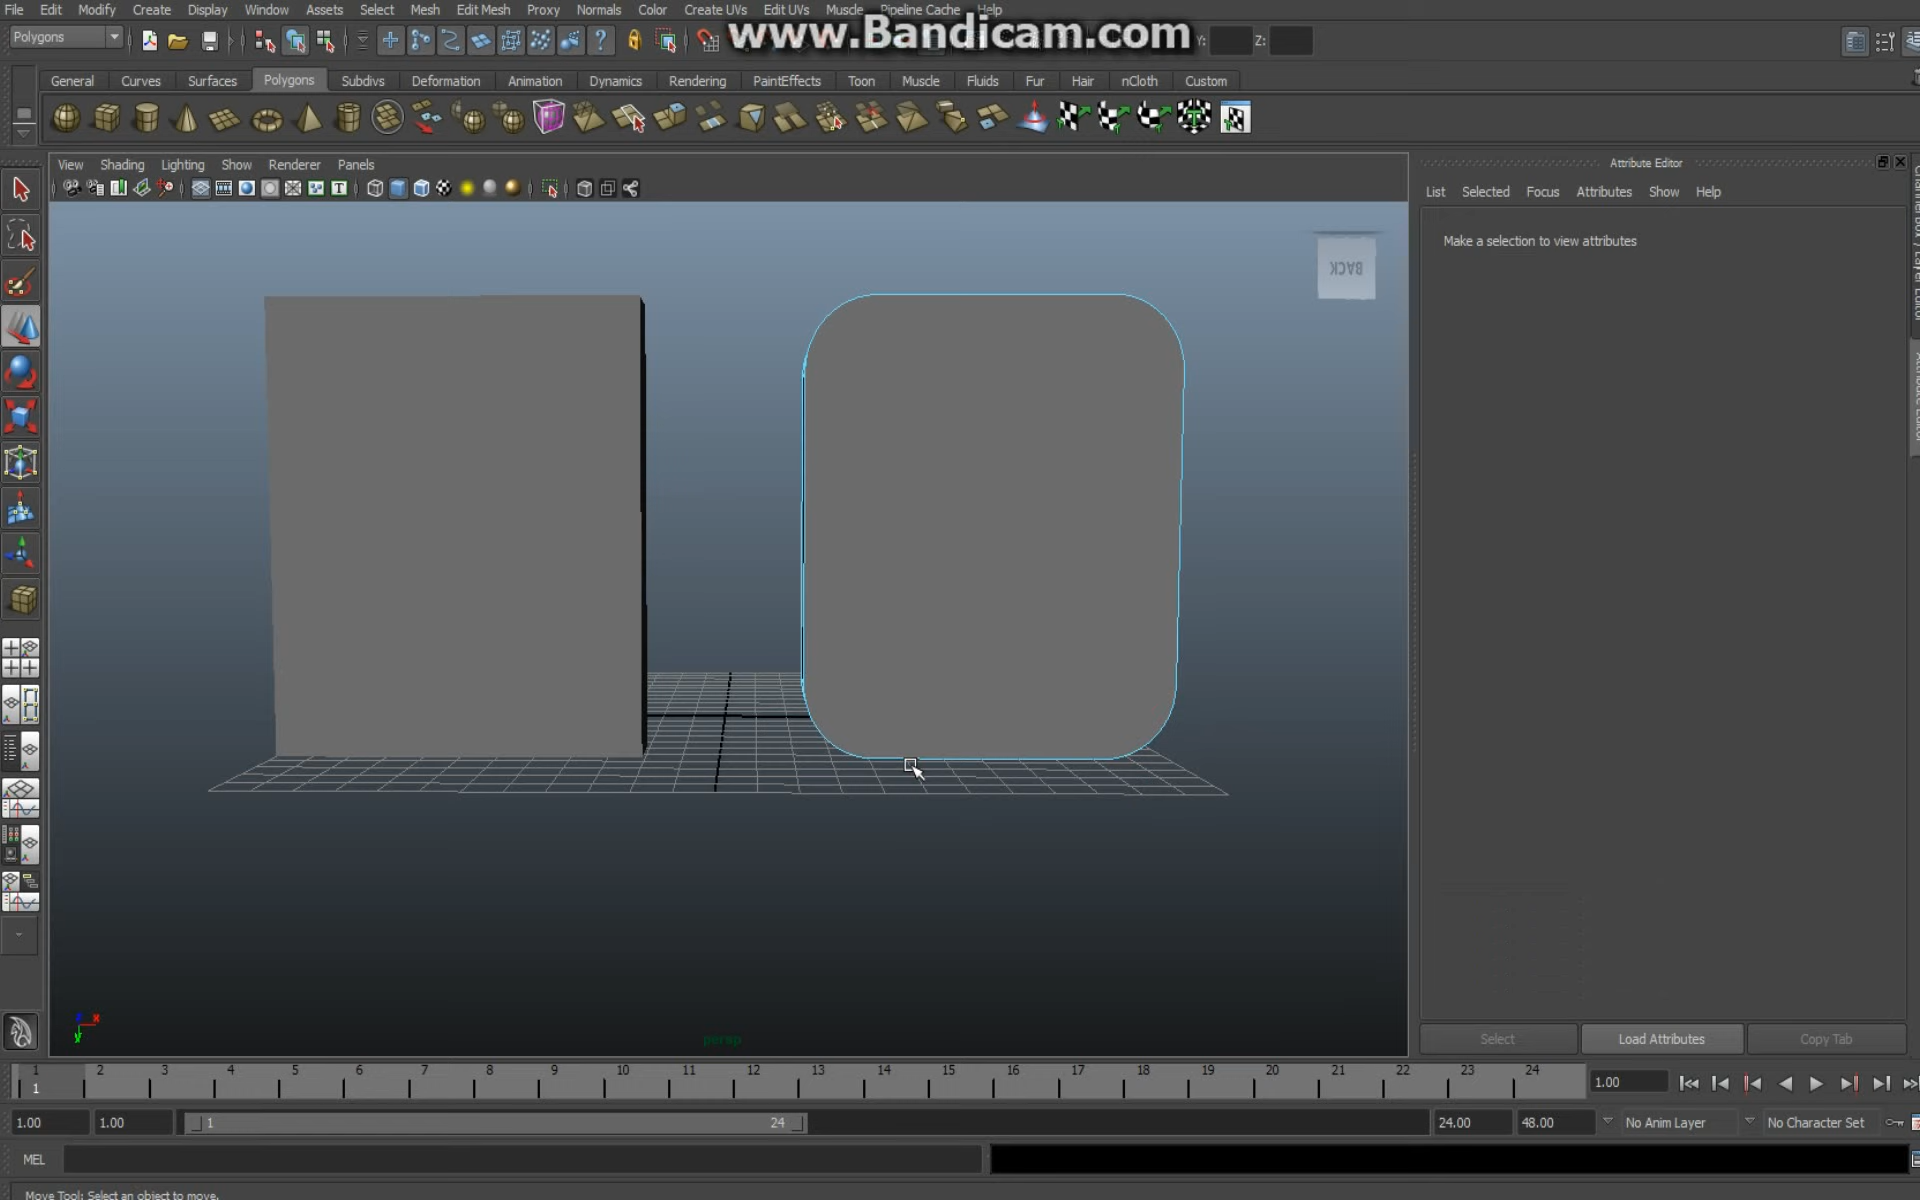 File Edit Modify Create Display Window Assets Select Mesh Edit Mesh Proxy Normals Color Create UVs Edit UVs Muscle Pipeline Cache Help
www.Bandicam.com
Polygons
Y:
Z:
General Curves Surfaces Polygons Subdivs Deformation Animation Dynamics Rendering PaintEffects Toon Muscle Fluids Fur Hair nCloth Custom
View Shading Lighting Show Renderer Panels
Attribute Editor
List Selected Focus Attributes Show Help
Make a selection to view attributes
BACK
persp
x
y
Select Load Attributes Copy Tab
1 2 3 4 5 6 7 8 9 10 11 12 13 14 15 16 17 18 19 20 21 22 23 24
1
1.00
1.00 1.00 1 24 24.00 48.00 No Anim Layer No Character Set
MEL
Move Tool: Select an object to move.